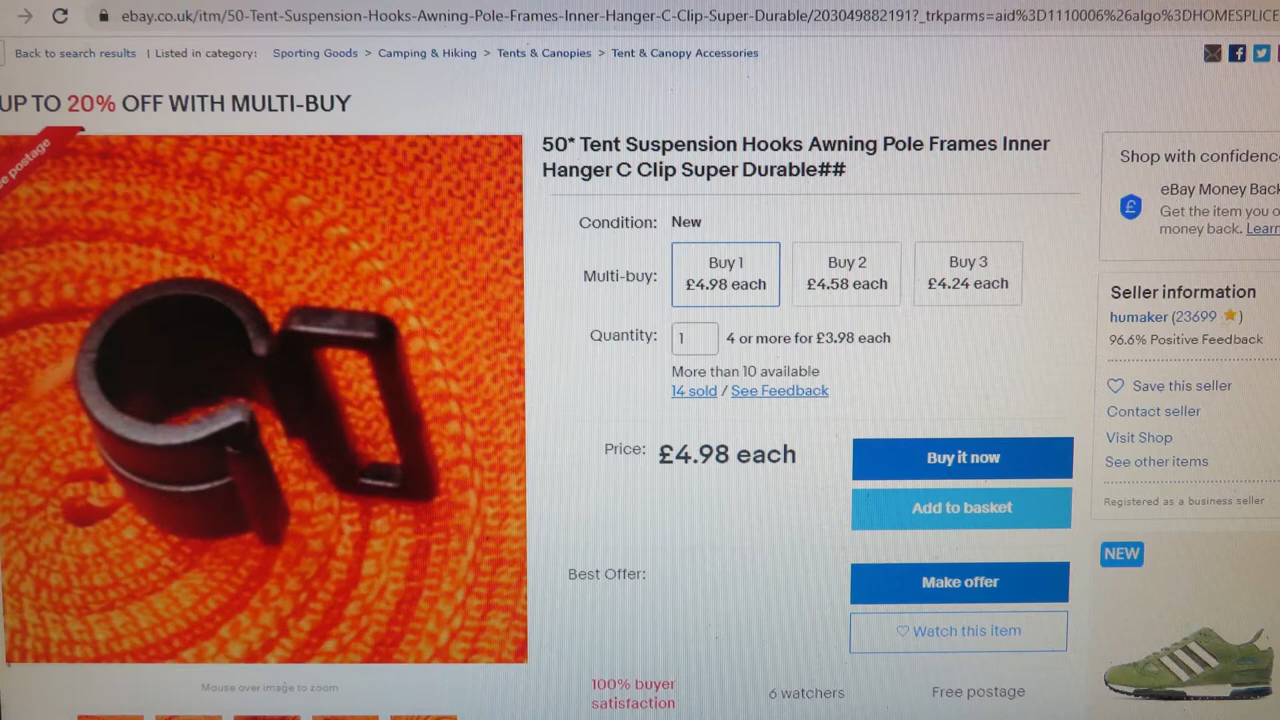 ebay.co.uk/itm/50-Tent-Suspension-Hooks-Awning-Pole-Frames-Inner-Hanger-C-Clip-Super-Durable/203049882191?_trkparms=aid%3D1110006%26algo%3DHOMESPLICE
Back to search results | Listed in category: Sporting Goods > Camping & Hiking > Tents & Canopies > Tent & Canopy Accessories
UP TO 20% OFF WITH MULTI-BUY
e postage
50* Tent Suspension Hooks Awning Pole Frames Inner
Hanger C Clip Super Durable##
Condition: New
Multi-buy:
Buy 1
£4.98 each
Buy 2
£4.58 each
Buy 3
£4.24 each
Quantity: 1 4 or more for £3.98 each
More than 10 available
14 sold / See Feedback
Price: £4.98 each
Buy it now
Add to basket
Best Offer:
Make offer
♡ Watch this item
100% buyer
satisfaction
6 watchers
Free postage
Mouse over image to zoom
Shop with confidenc
eBay Money Back
Get the item you o
money back. Learn
Seller information
humaker (23699 ⭐)
96.6% Positive Feedback
♡ Save this seller
Contact seller
Visit Shop
See other items
Registered as a business seller
NEW